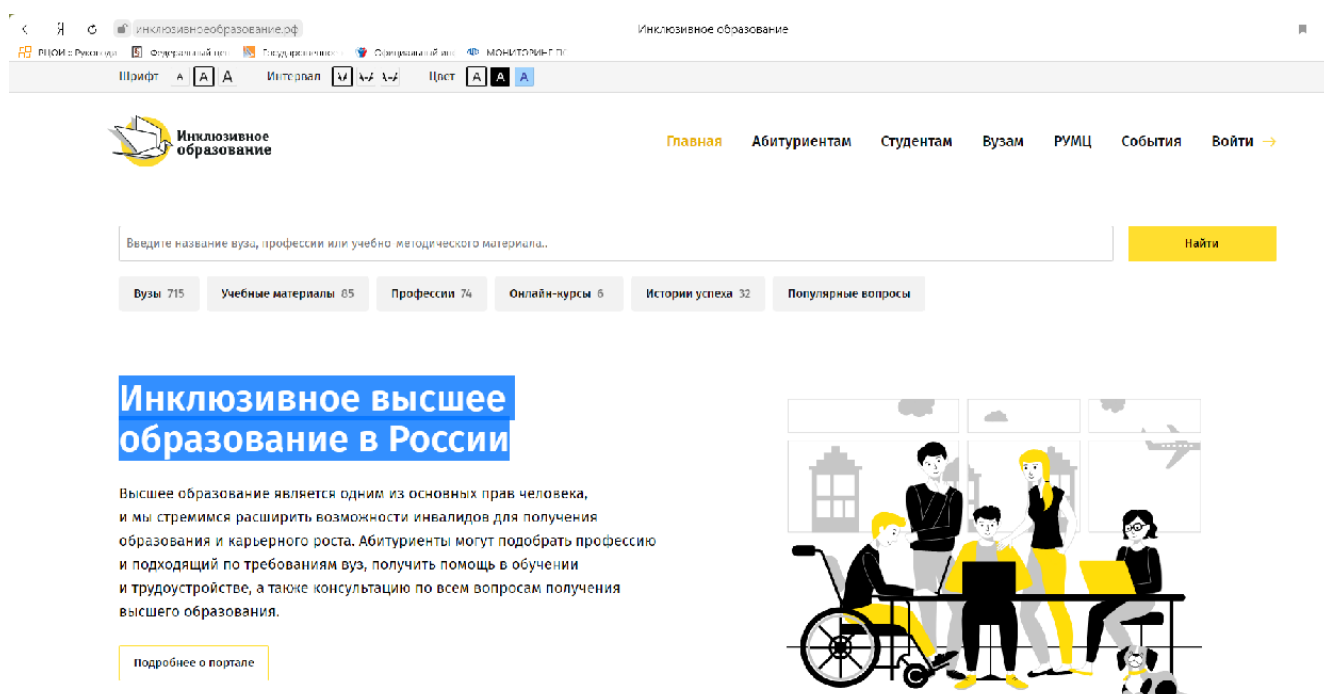 инклюзивноеобразование.рф
Инклюзивное образование
РЦОИ :: Федеральный МОНИТОРИНГ
Шрифт А А А Интервал Цвет А А А
Инклюзивное
образование
Главная Абитуриентам Студентам Вузам РУМЦ События Войти →
Введите название вуза, профессии или учебно-методического материала..
Найти
Вузы 715 Учебные материалы 85 Профессии 74 Онлайн-курсы 6 Истории успеха 32 Популярные вопросы
Инклюзивное высшее
образование в России
Высшее образование является одним из основных прав человека,
и мы стремимся расширить возможности инвалидов для получения
образования и карьерного роста. Абитуриенты могут подобрать профессию
и подходящий по требованиям вуз, получить помощь в обучении
и трудоустройстве, а также консультацию по всем вопросам получения
высшего образования.
Подробнее о портале